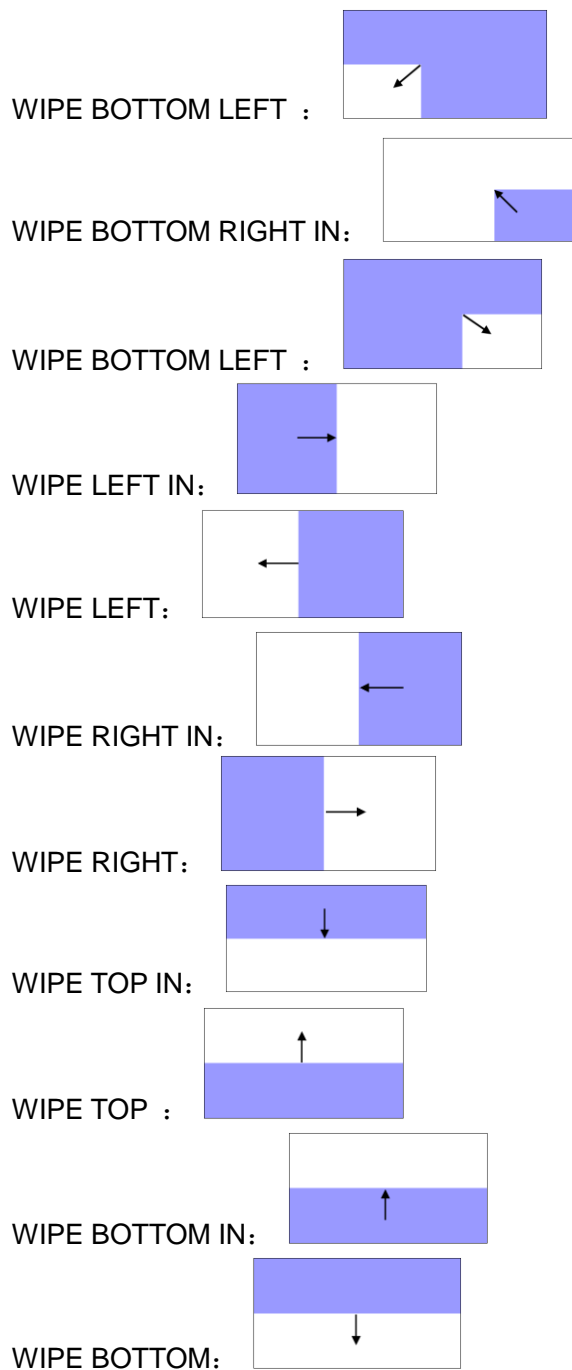 WIPE BOTTOM LEFT ：
WIPE BOTTOM RIGHT IN：
WIPE BOTTOM LEFT ：
WIPE LEFT IN：
WIPE LEFT：
WIPE RIGHT IN：
WIPE RIGHT：
WIPE TOP IN：
WIPE TOP ：
WIPE BOTTOM IN：
WIPE BOTTOM：